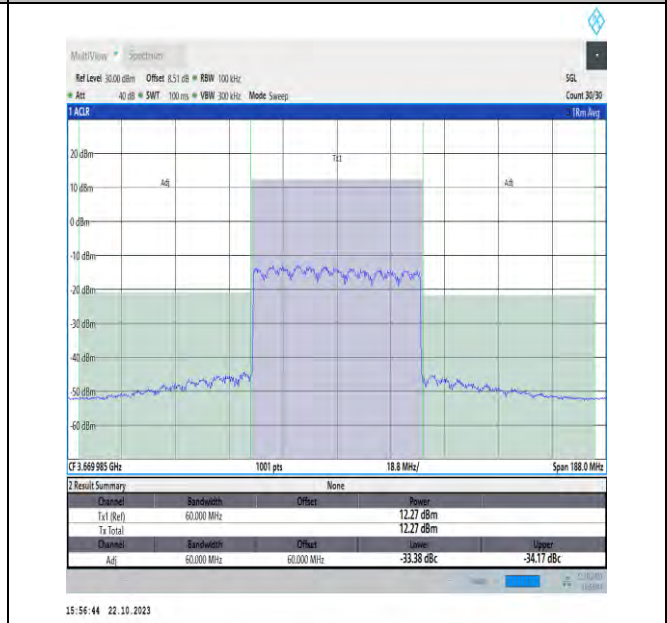 MultiView Spectrum
Ref Level 30.00 dBm Offset 8.51 dB RBW 100 kHz SGL
Att 40 dB SWT 100 ms VBW 300 kHz Mode Sweep Count 30/30
1 ACLR 1Rm Avg
20 dBm
Tx1
Adj Adj
10 dBm
0 dBm
-10 dBm
-20 dBm
-30 dBm
-40 dBm
-50 dBm
-60 dBm
CF 3.669 985 GHz 1001 pts 18.8 MHz/ Span 188.0 MHz
2 Result Summary None
Channel Bandwidth Offset Power
Tx1 (Ref) 60.000 MHz 12.27 dBm
Tx Total 12.27 dBm
Channel Bandwidth Offset Lower Upper
Adj 60.000 MHz 60.000 MHz -33.38 dBc -34.17 dBc
15:56:44 22.10.2023